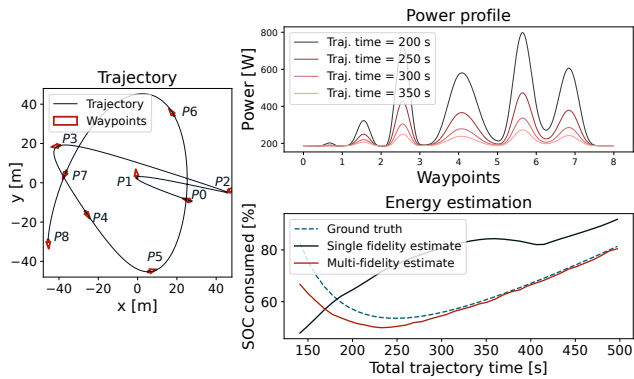 Trajectory
Trajectory
Waypoints
P0
P1
P2
P3
P4
P5
P6
P7
P8
y [m]
40
20
0
−20
−40
−40 −20 0 20 40
x [m]
Power profile
Traj. time = 200 s
Traj. time = 250 s
Traj. time = 300 s
Traj. time = 350 s
Power [W]
800
600
400
200
0 1 2 3 4 5 6 7 8
Waypoints
Energy estimation
Ground truth
Single fidelity estimate
Multi-fidelity estimate
SOC consumed [%]
80
60
150 200 250 300 350 400 450 500
Total trajectory time [s]